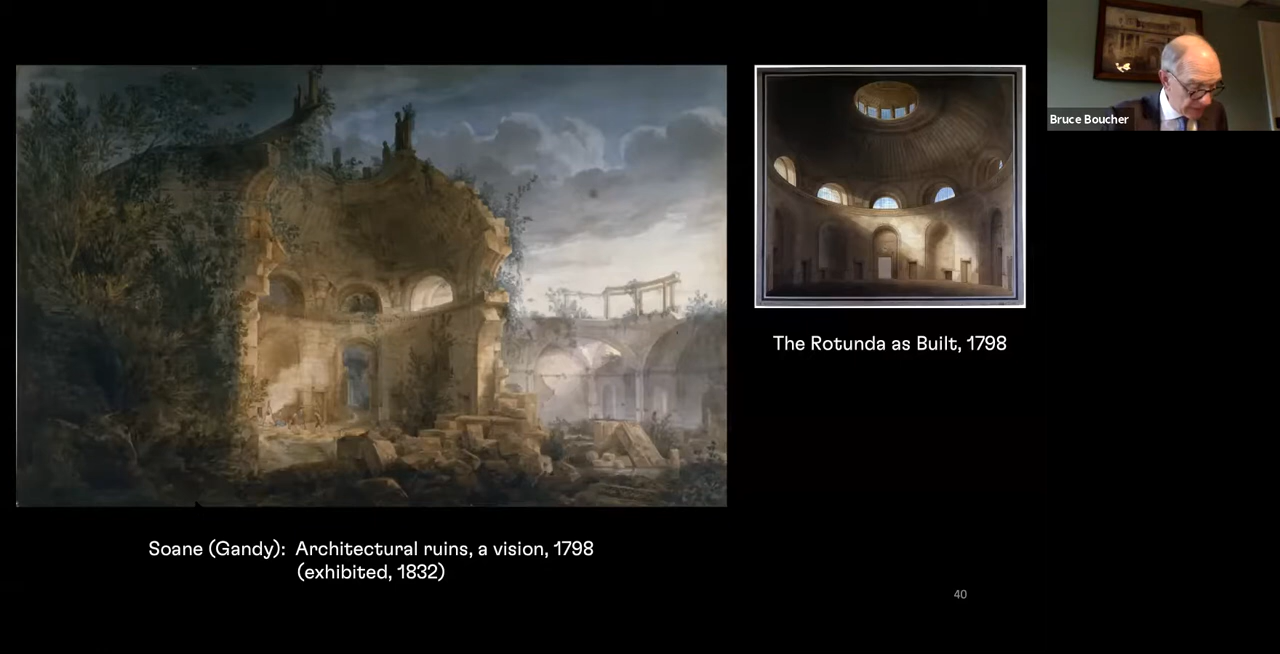 Bruce Boucher
The Rotunda as Built, 1798
Soane (Gandy): Architectural ruins, a vision, 1798
(exhibited, 1832)
40